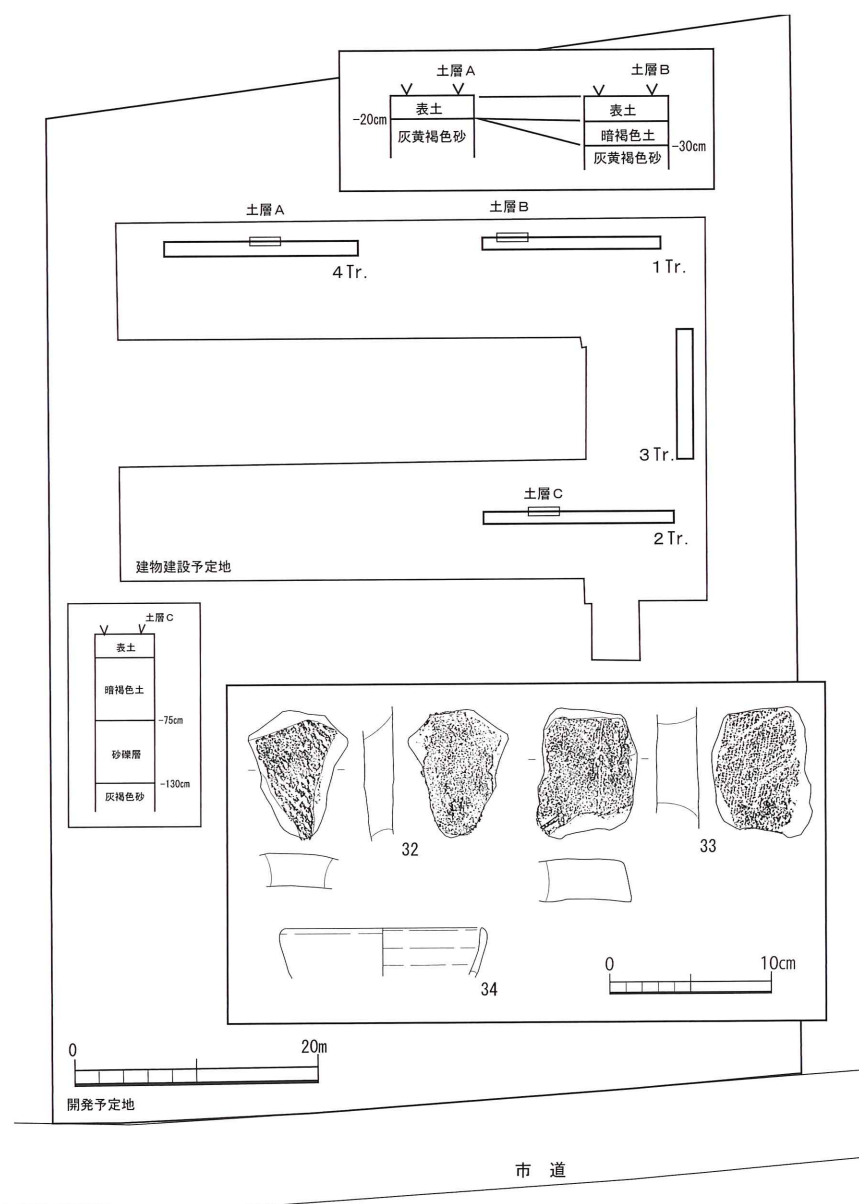 土層A
土層B
表土
-20cm
灰黄褐色砂
表土
暗褐色土
-30cm
灰黄褐色砂
土層A
土層B
4Tr.
1Tr.
3Tr.
土層C
2Tr.
建物建設予定地
土層C
表土
暗褐色土
-75cm
砂礫層
-130cm
灰褐色砂
32
33
34
0
10cm
0
20m
開発予定地
市 道